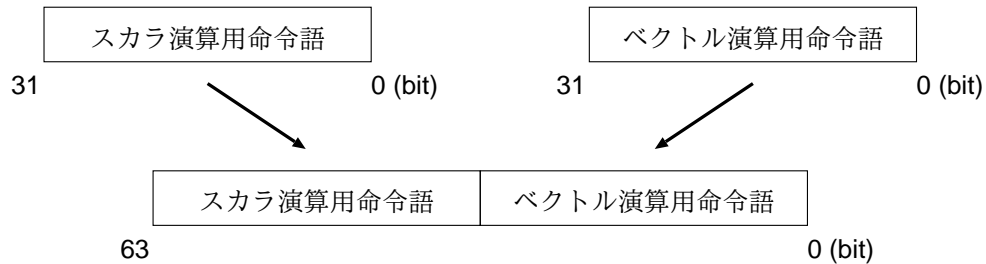 スカラ演算用命令語 ベクトル演算用命令語
31 0 (bit) 31 0 (bit)
スカラ演算用命令語 ベクトル演算用命令語
63 0 (bit)